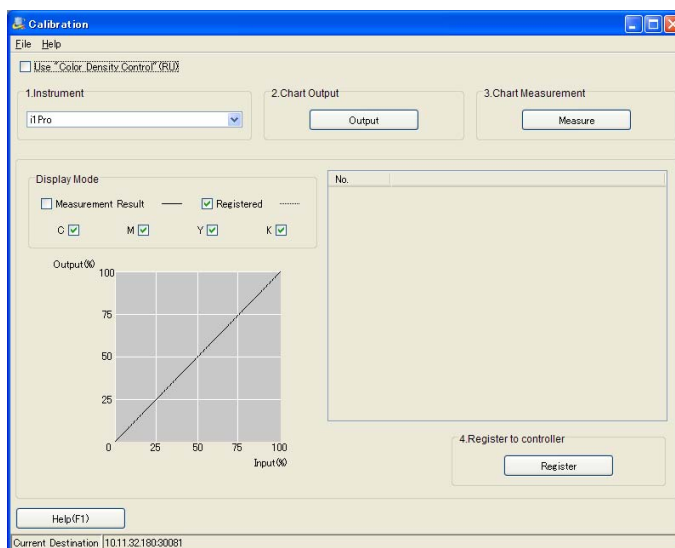 Calibration
File Help
Use "Color Density Control"(RU)
1.Instrument
2.Chart Output
3.Chart Measurement
i1Pro
Output
Measure
Display Mode
Measurement Result
Registered
C M Y K
No.
Output(%)
100
75
50
25
0 25 50 75 100
Input(%)
4.Register to controller
Register
Help(F1)
Current Destination 10.11.32.180:30081